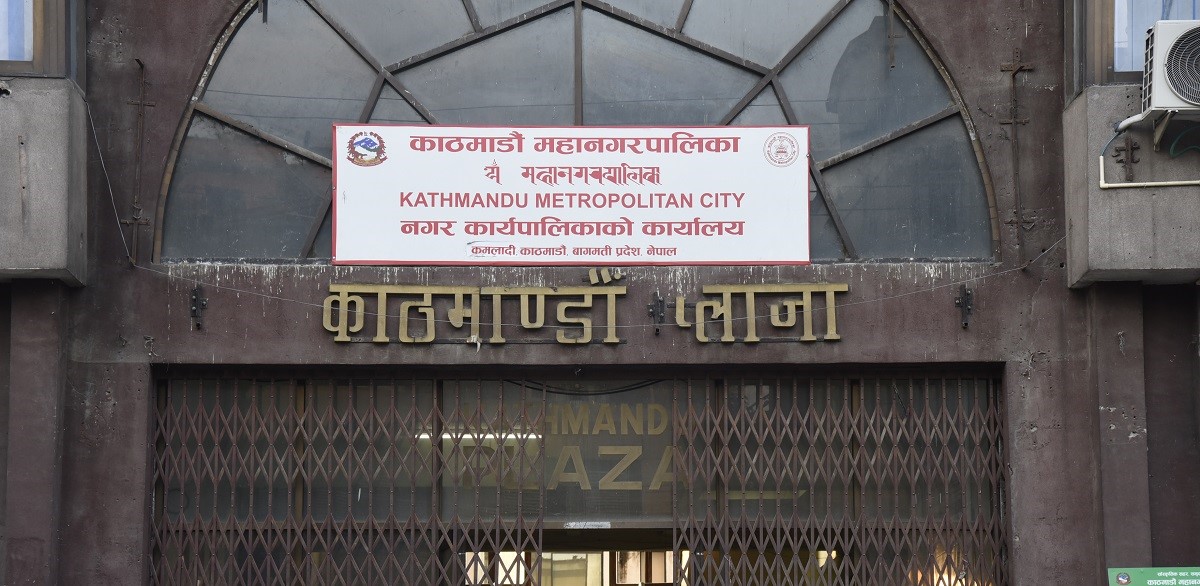 काठमाडौं महानगरपालिका
KATHMANDU METROPOLITAN CITY
नगर कार्यपालिकाको कार्यालय
कमलादी काठमाडौं, बागमती प्रदेश, नेपाल
काठमाण्डौं प्लाजा
KATHMANDU
PLAZA